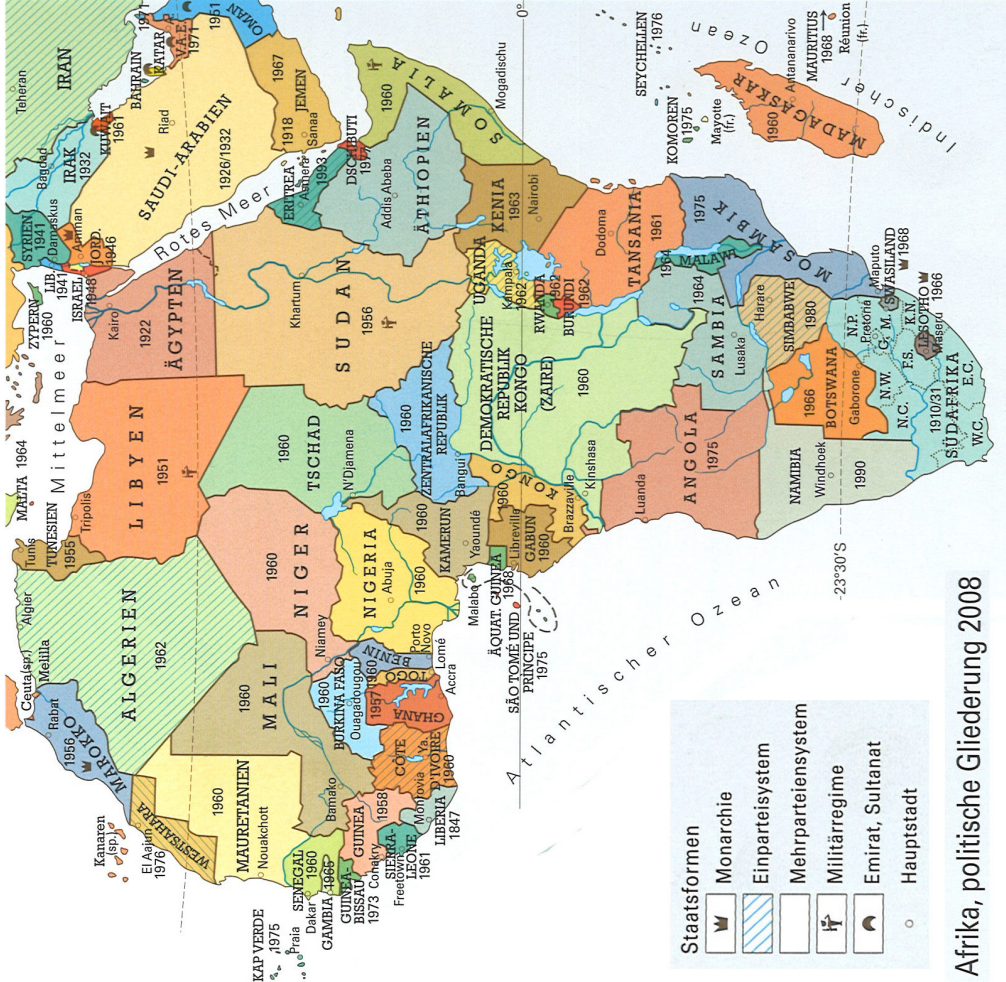 Teheran
IRAN
OMAN
1951
1971
KATAR
V.A.E.
1971
BAHRAIN
KUWAIT
1961
Bagdad
IRAK
1932
Riad
SAUDI-ARABIEN
1926/1932
1967
1918
JEMEN
Sanaa
SYRIEN
1941
Damaskus
Amman
JORD.
1946
LIB.
1941
ISRAEL
1948
ZYPERN
1960
Rotes Meer
Mittelmeer
MALTA 1964
Ceuta(sp.)
Melilla
Algier
Tunis
TUNESIEN
1955
Tripolis
LIBYEN
1951
Kairo
1922
ÄGYPTEN
Rabat
1956
MAROKKO
ALGERIEN
1962
Kanaren
(sp.)
El Aaiun
1976
WESTSAHARA
1960
MAURETANIEN
Nouakchott
1960
MALI
Bamako
1960
NIGER
Niamey
1960
TSCHAD
N'Djamena
Khartum
SUDAN
1956
ERITREA
Asmera
1993
DSCHIBUTI
1977
Addis Abeba
ÄTHIOPIEN
1960
SOMALIA
Mogadischu
KAP VERDE
1975
Praia
SENEGAL
1960
Dakar
GAMBIA 1965
GUINEA-
BISSAU
1973
GUINEA
1958
Conakry
SIERRA-
LEONE
1961
Freetown
Monrovia
LIBERIA
1847
CÔTE
D'IVOIRE
1960
Ya.
BURKINA FASO
1960
Ouagadougou
1957
GHANA
Accra
TOGO
1960
Lomé
BENIN
Porto
Novo
NIGERIA
Abuja
1960
1960
KAMERUN
Yaoundé
Malabo
ÄQUAT. GUINEA
1968
SÃO TOMÉ UND
PRINCIPE
1975
Libreville
GABUN
1960
KONGO
1960
Brazzaville
1960
ZENTRALAFRIKANISCHE
REPUBLIK
Bangui
DEMOKRATISCHE
REPUBLIK
KONGO
(ZAIRE)
1960
Kinshasa
UGANDA
Kampala
1962
RWANDA
1962
BURUNDI
1962
KENIA
1963
Nairobi
Dodoma
TANSANIA
1961
0°
SEYCHELLEN
1976
KOMOREN
1975
Mayotte
(fr.)
Antananarivo
1960
MADAGASKAR
MAURITUS
1968
Réunion
(fr.)
Indischer Ozean
Luanda
ANGOLA
1975
SAMBIA
1964
Lusaka
1964
MALAWI
1975
MOSAMBIK
Harare
SIMBABWE
1980
NAMIBIA
Windhoek
1990
1966
BOTSWANA
Gaborone
Maputo
SWASILAND
1968
LESOTHO
1966
Maseru
N.P.
Pretoria
G.
M.
N.W.
F.S.
K.N.
N.C.
1910/31
SÜDAFRIKA
E.C.
W.C.
23°30'S
Atlantischer Ozean
Staatsformen
Monarchie
Einparteisystem
Mehrparteiensystem
Militärregime
Emirat, Sultanat
Hauptstadt
Afrika, politische Gliederung 2008